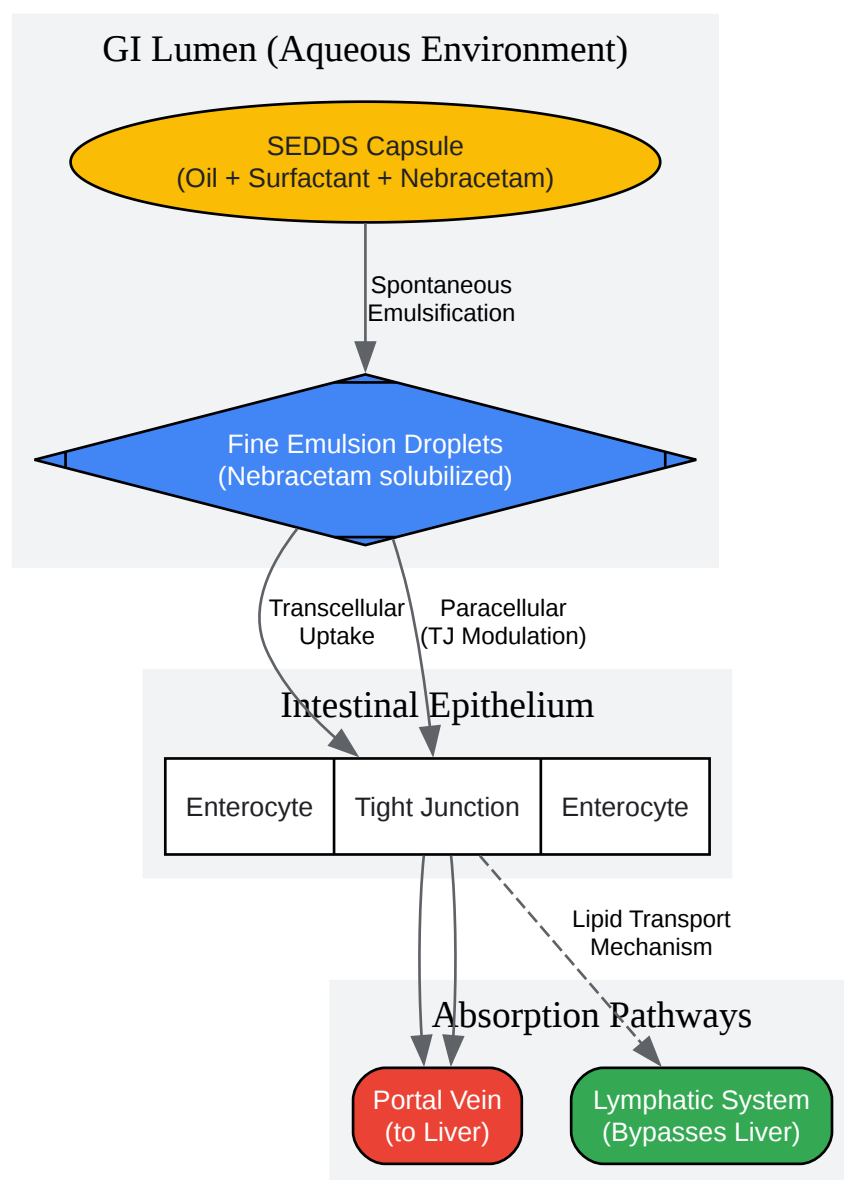 GI Lumen (Aqueous Environment)
SEDDS Capsule
(Oil + Surfactant + Nebracetam)
Spontaneous
Emulsification
Fine Emulsion Droplets
(Nebracetam solubilized)
Transcellular
Uptake
Paracellular
(TJ Modulation)
Intestinal Epithelium
Enterocyte
Tight Junction
Enterocyte
Lipid Transport
Mechanism
Absorption Pathways
Portal Vein
(to Liver)
Lymphatic System
(Bypasses Liver)